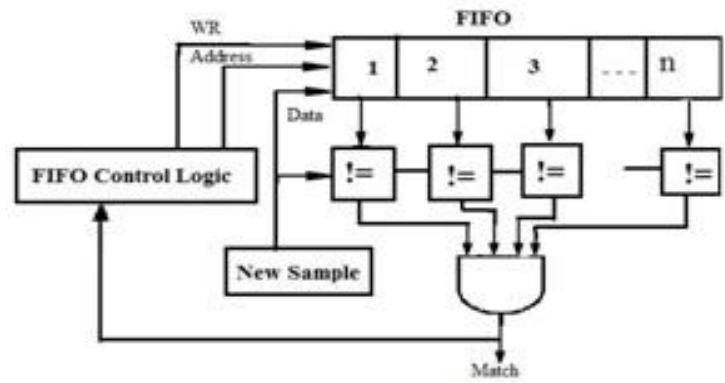 FIFO
WR
Address
Data
1 2 3 ... n
FIFO Control Logic
!= != != !=
New Sample
Match